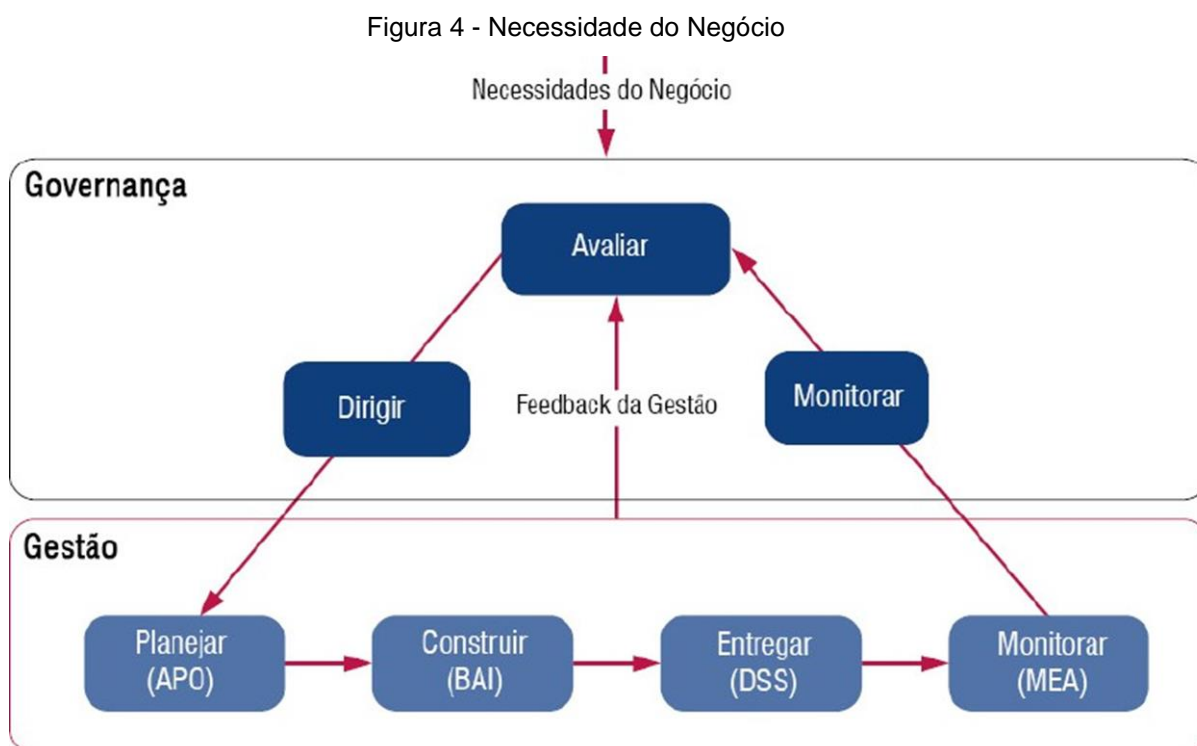 Figura 4 - Necessidade do Negócio
Necessidades do Negócio
Governança
Avaliar
Dirigir
Feedback da Gestão
Monitorar
Gestão
Planejar
(APO)
Construir
(BAI)
Entregar
(DSS)
Monitorar
(MEA)